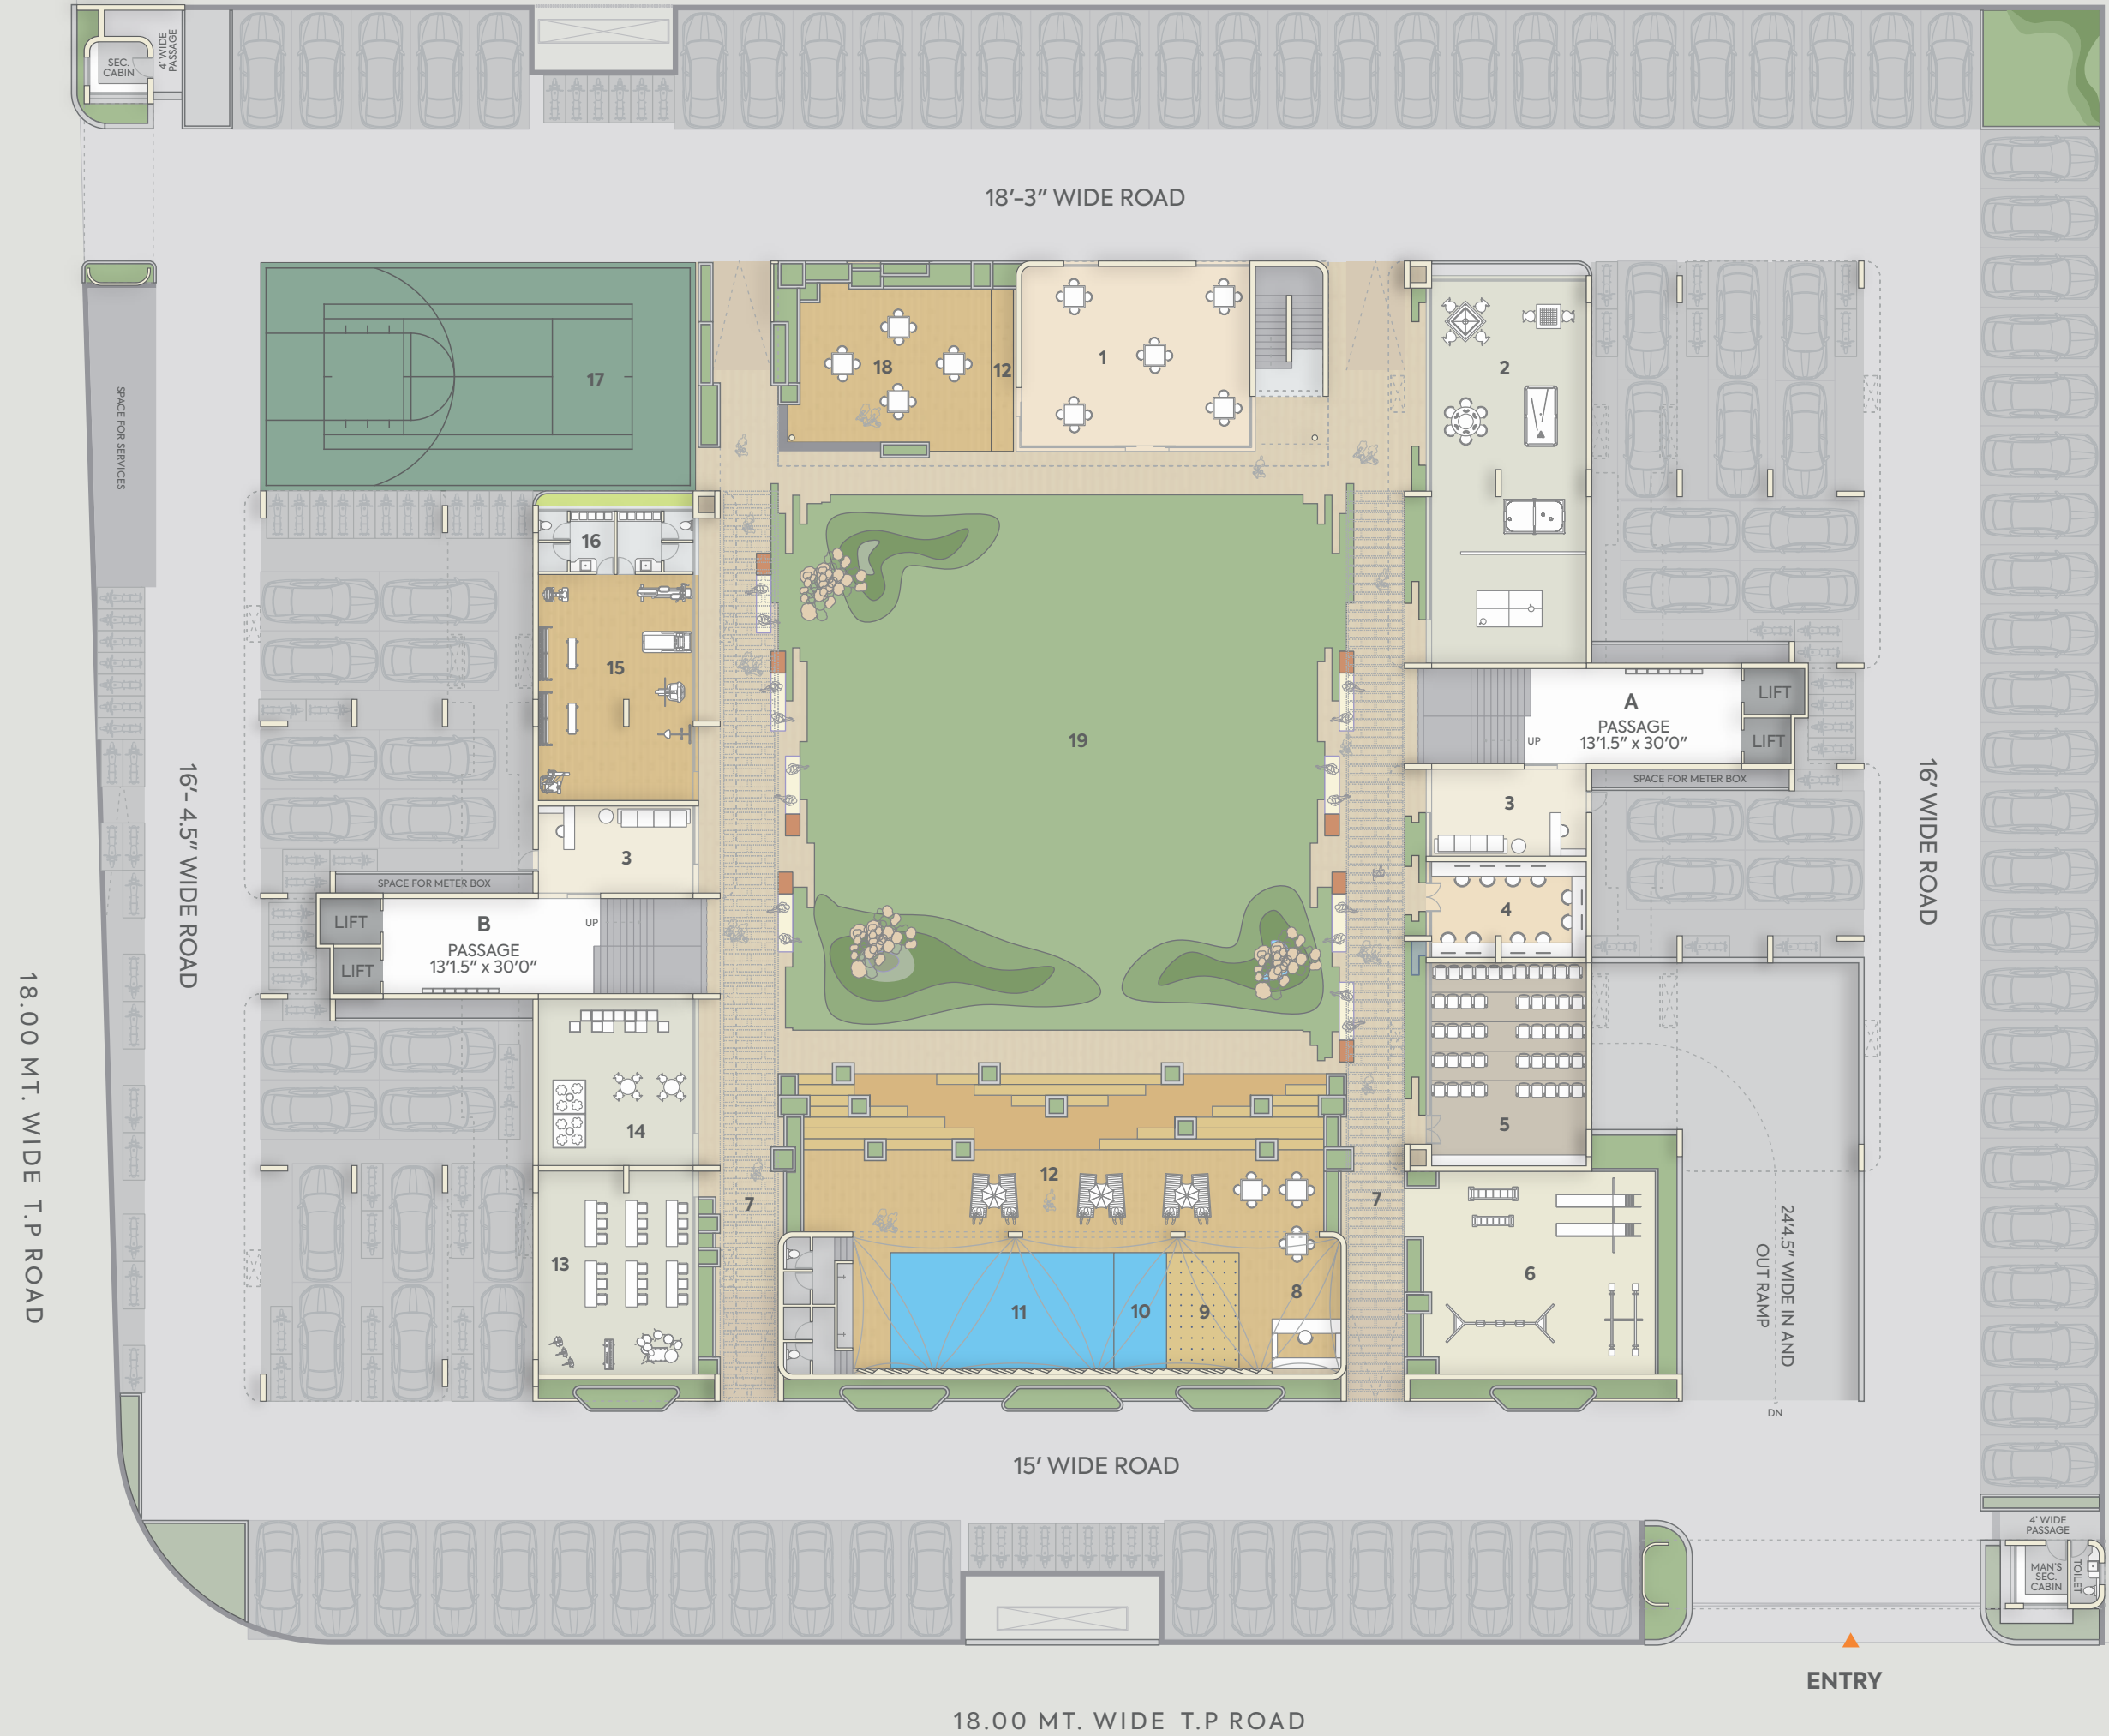 SEC.
CABIN
4' WIDE
PASSAGE
18'-3" WIDE ROAD
17
18
12
1
2
SPACE FOR SERVICES
16
15
19
A
PASSAGE
13'1.5" x 30'0"
LIFT
LIFT
UP
SPACE FOR METER BOX
3
3
16'- 4.5" WIDE ROAD
16' WIDE ROAD
SPACE FOR METER BOX
LIFT
LIFT
B
PASSAGE
13'1.5" x 30'0"
UP
4
5
14
12
7
7
13
11
10
9
8
6
24'4.5" WIDE IN AND
OUT RAMP
DN
18.00 MT. WIDE T.P ROAD
15' WIDE ROAD
4' WIDE
PASSAGE
MAN'S
SEC.
CABIN
TOILET
ENTRY
18.00 MT. WIDE T.P ROAD